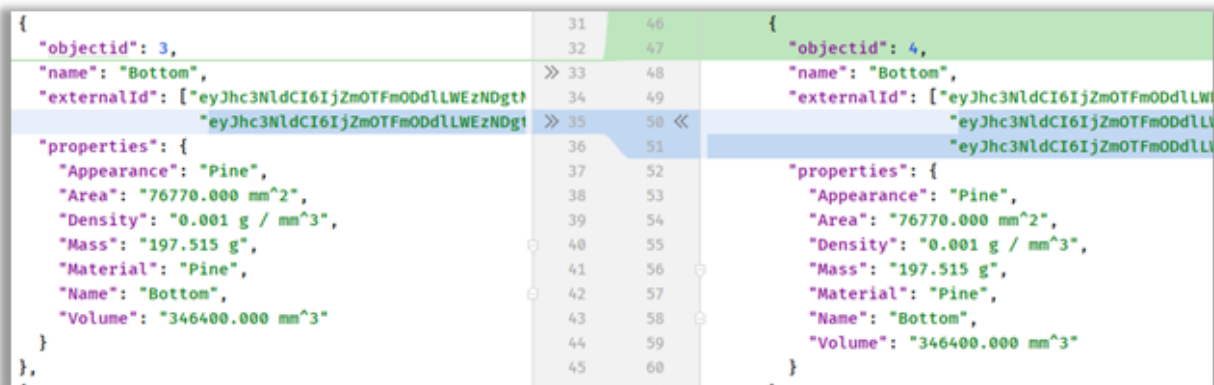 {
"objectid": 3,
"name": "Bottom",
"externalId": ["eyJhc3NldCI6IjZmOTFmODdlLWEzNDgtN
"eyJhc3NldCI6IjZmOTFmODdlLWEzNDgt
"properties": {
"Appearance": "Pine",
"Area": "76770.000 mm^2",
"Density": "0.001 g / mm^3",
"Mass": "197.515 g",
"Material": "Pine",
"Name": "Bottom",
"Volume": "346400.000 mm^3"
}
},
31 46
32 47
>> 33 48
34 49
>> 35 50 <<
36 51
37 52
38 53
39 54
40 55
41 56
42 57
43 58
44 59
45 60
{
"objectid": 4,
"name": "Bottom",
"externalId": ["eyJhc3NldCI6IjZmOTFmODdlLW
"eyJhc3NldCI6IjZmOTFmODdlL
"eyJhc3NldCI6IjZmOTFmODdlL
"properties": {
"Appearance": "Pine",
"Area": "76770.000 mm^2",
"Density": "0.001 g / mm^3",
"Mass": "197.515 g",
"Material": "Pine",
"Name": "Bottom",
"Volume": "346400.000 mm^3"
}